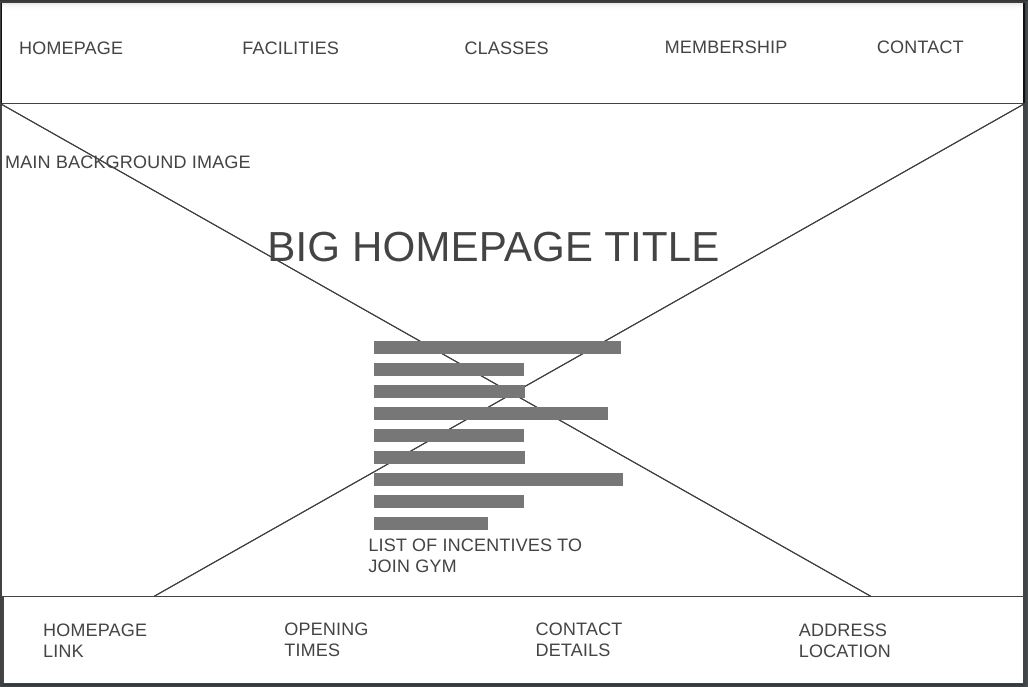 HOMEPAGE
FACILITIES
CLASSES
MEMBERSHIP
CONTACT
MAIN BACKGROUND IMAGE
BIG HOMEPAGE TITLE
LIST OF INCENTIVES TO
JOIN GYM
HOMEPAGE
LINK
OPENING
TIMES
CONTACT
DETAILS
ADDRESS
LOCATION